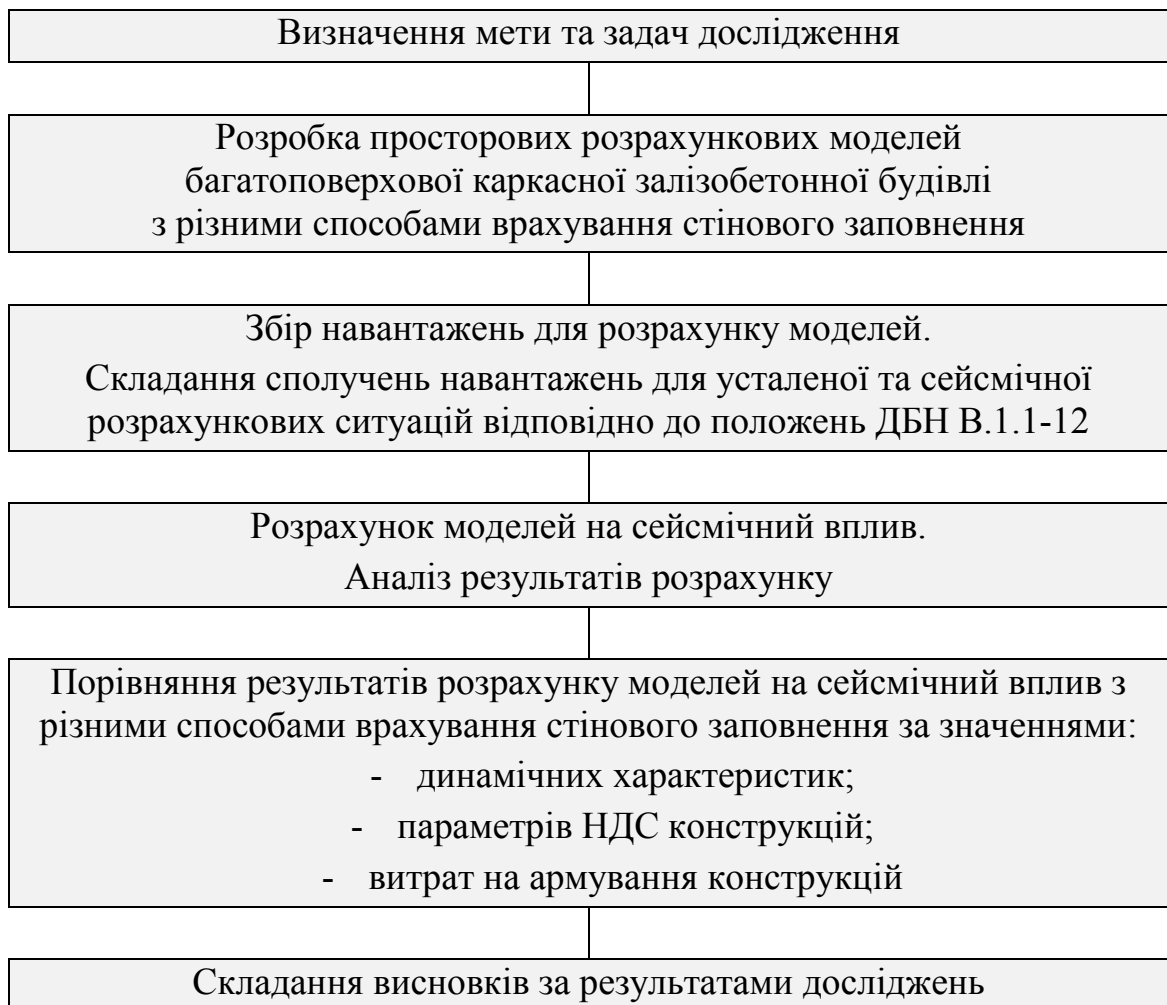 Визначення мети та задач дослідження
Розробка просторових розрахункових моделей
багатоповерхової каркасної залізобетонної будівлі
з різними способами врахування стінового заповнення
Збір навантажень для розрахунку моделей.
Складання сполучень навантажень для усталеної та сейсмічної
розрахункових ситуацій відповідно до положень ДБН В.1.1-12
Розрахунок моделей на сейсмічний вплив.
Аналіз результатів розрахунку
Порівняння результатів розрахунку моделей на сейсмічний вплив з
різними способами врахування стінового заповнення за значеннями:
- динамічних характеристик;
- параметрів НДС конструкцій;
- витрат на армування конструкцій
Складання висновків за результатами досліджень